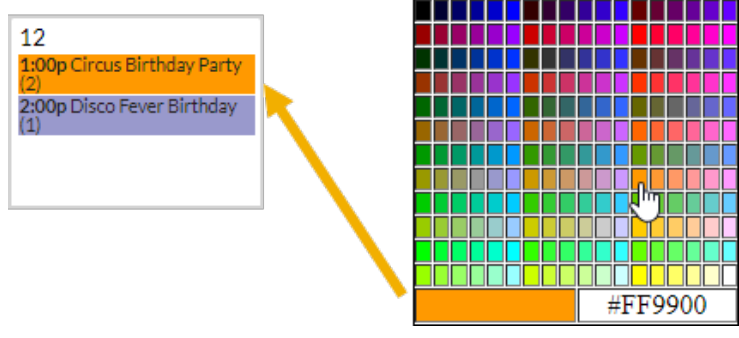 12
1:00p Circus Birthday Party
(2)
2:00p Disco Fever Birthday
(1)
#FF9900